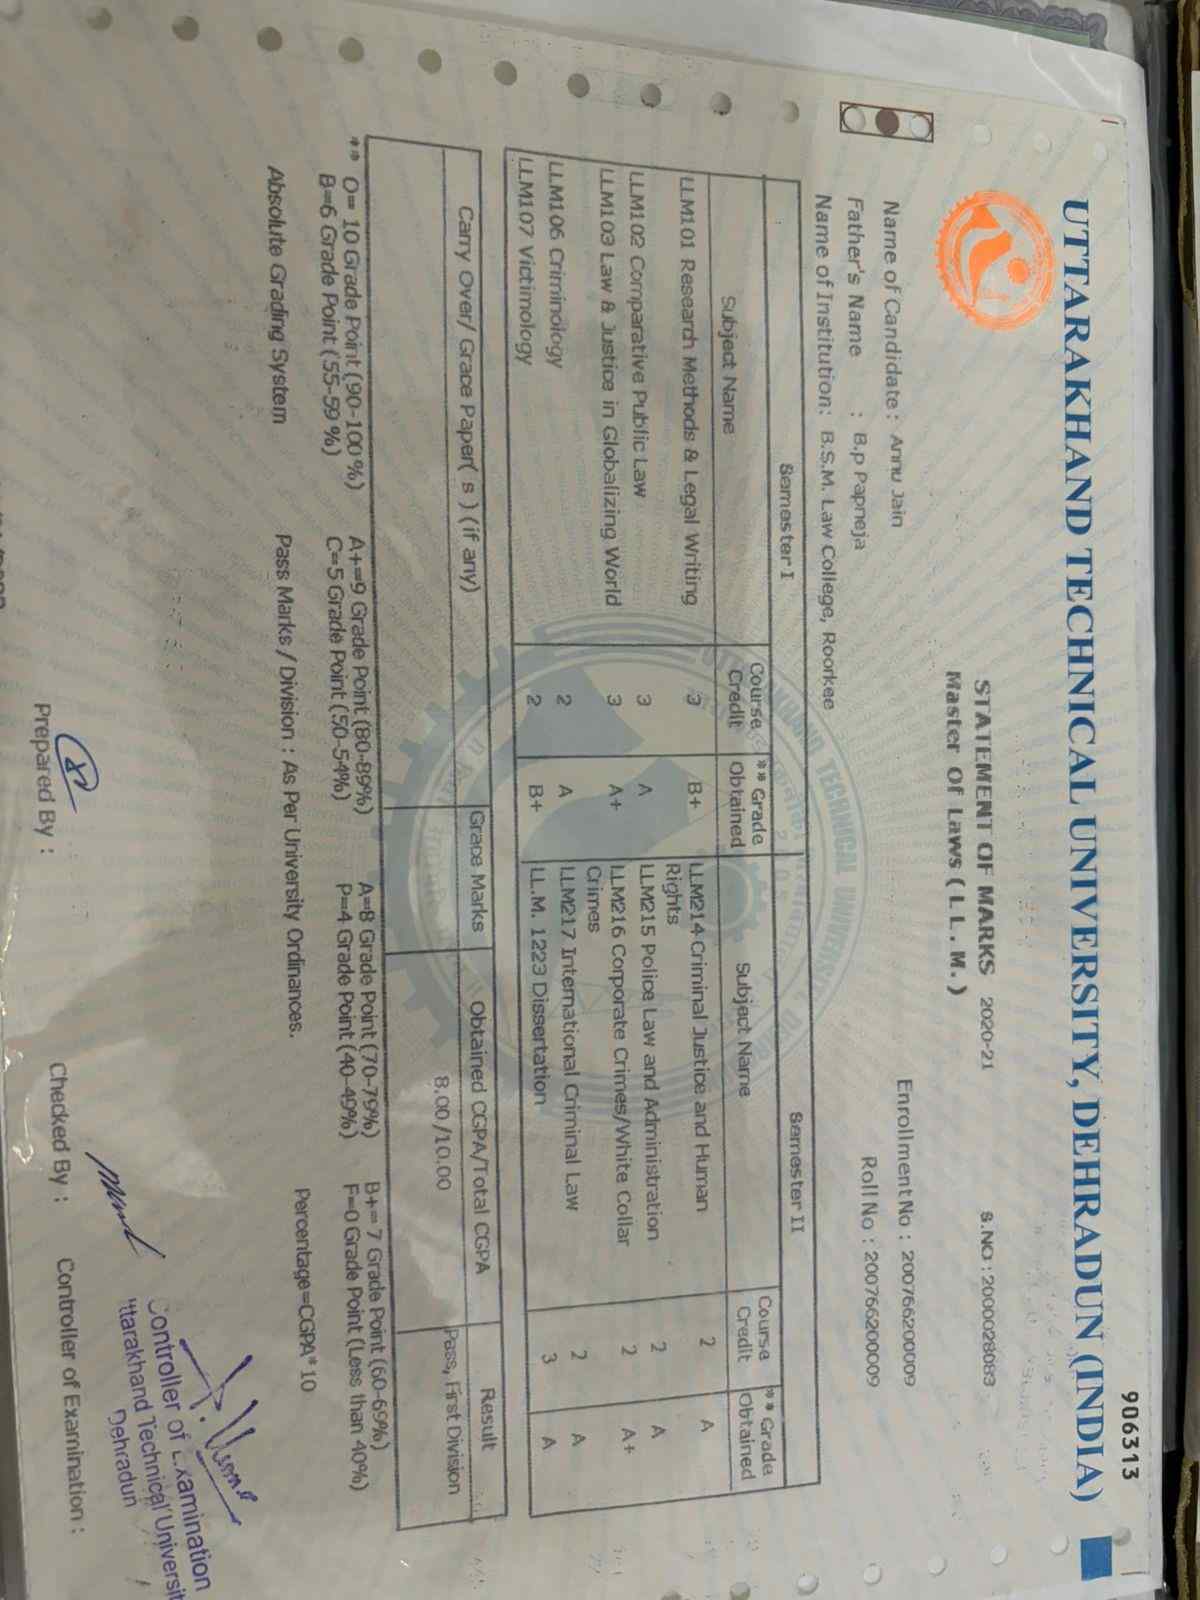 906313
UTTARAKHAND TECHNICAL UNIVERSITY, DEHRADUN (INDIA)
STATEMENT OF MARKS 2020-21
S.NO : 2000028083
Master Of Laws ( L L . M . )
Name of Candidate : Annu Jain
Enrollment No : 200766200009
Father's Name : B.p Papneja
Roll No : 200766200009
Name of Institution: B.S.M. Law College, Roorkee
Semester I
Semester II
Subject Name
Course Credit
** Grade Obtained
Subject Name
Course Credit
** Grade Obtained
LLM101 Research Methods & Legal Writing 3 B+
LLM102 Comparative Public Law 3 A
LLM103 Law & Justice in Globalizing World 3 A+
LLM106 Criminology 2 A
LLM107 Victimology 2 B+
LLM214 Criminal Justice and Human 2 A
Rights
LLM215 Police Law and Administration 2 A
LLM216 Corporate Crimes/White Collar 2 A+
Crimes
LLM217 International Criminal Law 2 A
LL.M. 1223 Dissertation 3 A
Carry Over/ Grace Paper( s ) (if any)
Grace Marks
Obtained CGPA/Total CGPA
Result
8.00 /10.00
Pass, First Division
** O= 10 Grade Point (90-100 %) A+=9 Grade Point (80-89%) A=8 Grade Point (70-79%) B+= 7 Grade Point (60-69%)
B=6 Grade Point (55-59 %) C=5 Grade Point (50-54%) P=4 Grade Point (40-49%) F=0 Grade Point (Less than 40%)
Absolute Grading System Pass Marks / Division : As Per University Ordinances. Percentage=CGPA* 10
Controller of Examination
Uttarakhand Technical University
Dehradun
Prepared By :
Checked By :
Controller of Examination :